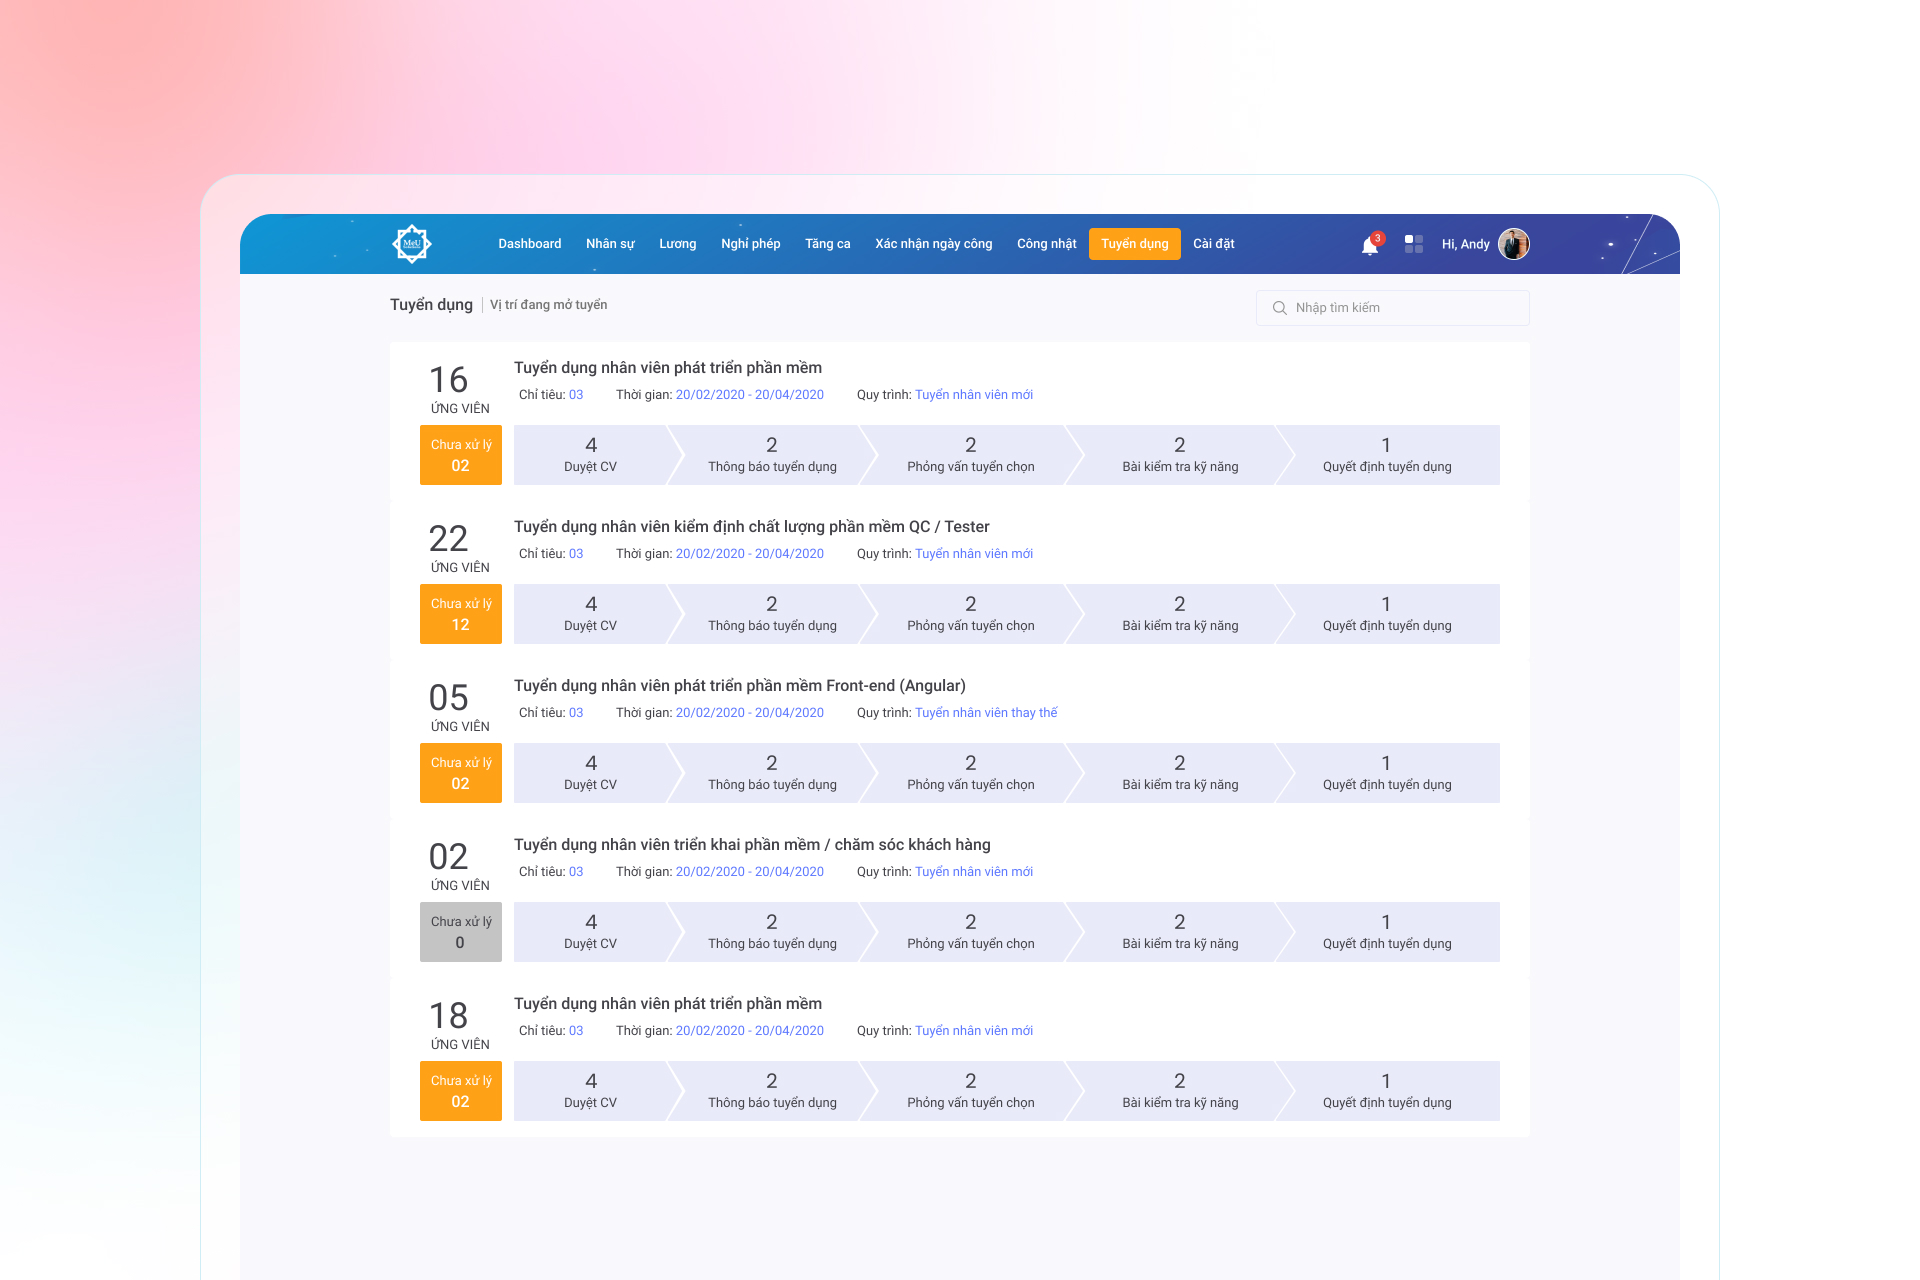 MeU
Dashboard Nhân sự Lương Nghỉ phép Tăng ca Xác nhận ngày công Công nhật Tuyển dụng Cài đặt 3 Hi, Andy
Tuyển dụng Vị trí đang mở tuyển Nhập tìm kiếm
16 Tuyển dụng nhân viên phát triển phần mềm
Chỉ tiêu: 03 Thời gian: 20/02/2020 - 20/04/2020 Quy trình: Tuyển nhân viên mới
ỨNG VIÊN
Chưa xử lý 4 2 2 2 1
02 Duyệt CV Thông báo tuyển dụng Phỏng vấn tuyển chọn Bài kiểm tra kỹ năng Quyết định tuyển dụng
22 Tuyển dụng nhân viên kiểm định chất lượng phần mềm QC / Tester
Chỉ tiêu: 03 Thời gian: 20/02/2020 - 20/04/2020 Quy trình: Tuyển nhân viên mới
ỨNG VIÊN
Chưa xử lý 4 2 2 2 1
12 Duyệt CV Thông báo tuyển dụng Phỏng vấn tuyển chọn Bài kiểm tra kỹ năng Quyết định tuyển dụng
05 Tuyển dụng nhân viên phát triển phần mềm Front-end (Angular)
Chỉ tiêu: 03 Thời gian: 20/02/2020 - 20/04/2020 Quy trình: Tuyển nhân viên thay thế
ỨNG VIÊN
Chưa xử lý 4 2 2 2 1
02 Duyệt CV Thông báo tuyển dụng Phỏng vấn tuyển chọn Bài kiểm tra kỹ năng Quyết định tuyển dụng
02 Tuyển dụng nhân viên triển khai phần mềm / chăm sóc khách hàng
Chỉ tiêu: 03 Thời gian: 20/02/2020 - 20/04/2020 Quy trình: Tuyển nhân viên mới
ỨNG VIÊN
Chưa xử lý 4 2 2 2 1
0 Duyệt CV Thông báo tuyển dụng Phỏng vấn tuyển chọn Bài kiểm tra kỹ năng Quyết định tuyển dụng
18 Tuyển dụng nhân viên phát triển phần mềm
Chỉ tiêu: 03 Thời gian: 20/02/2020 - 20/04/2020 Quy trình: Tuyển nhân viên mới
ỨNG VIÊN
Chưa xử lý 4 2 2 2 1
02 Duyệt CV Thông báo tuyển dụng Phỏng vấn tuyển chọn Bài kiểm tra kỹ năng Quyết định tuyển dụng